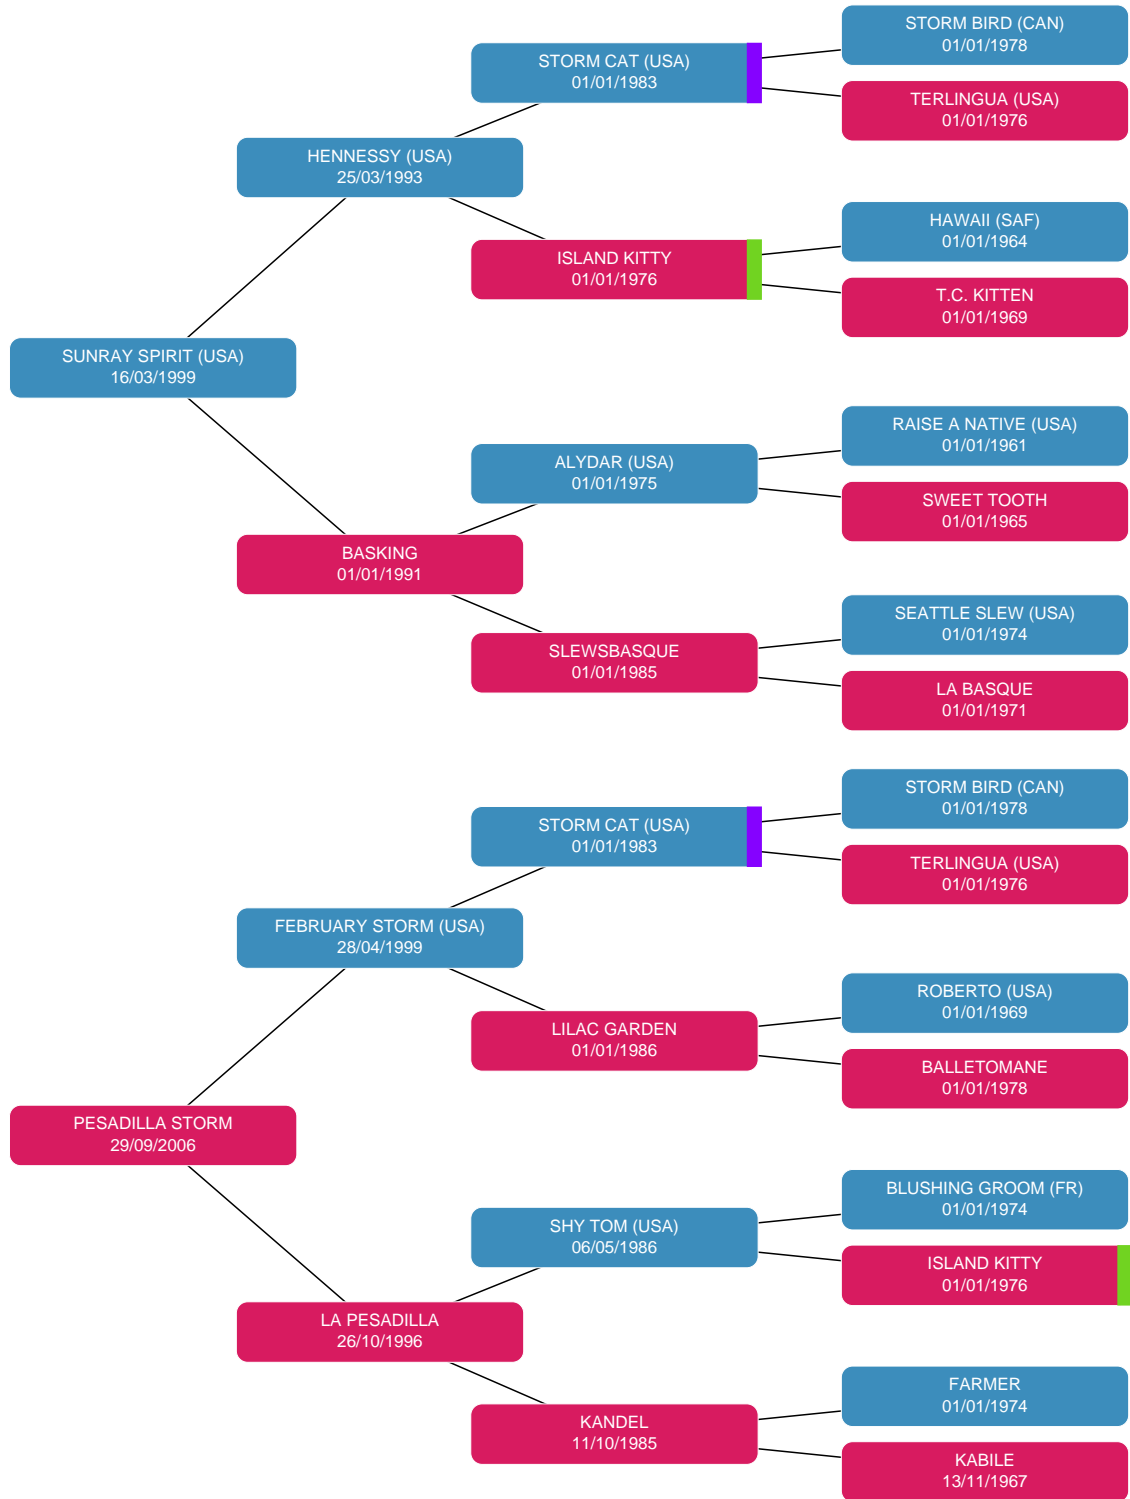 STORM BIRD (CAN)
01/01/1978
STORM CAT (USA)
01/01/1983
TERLINGUA (USA)
01/01/1976
HENNESSY (USA)
25/03/1993
HAWAII (SAF)
01/01/1964
ISLAND KITTY
01/01/1976
T.C. KITTEN
01/01/1969
SUNRAY SPIRIT (USA)
16/03/1999
RAISE A NATIVE (USA)
01/01/1961
ALYDAR (USA)
01/01/1975
SWEET TOOTH
01/01/1965
BASKING
01/01/1991
SEATTLE SLEW (USA)
01/01/1974
SLEWSBASQUE
01/01/1985
LA BASQUE
01/01/1971
STORM BIRD (CAN)
01/01/1978
STORM CAT (USA)
01/01/1983
TERLINGUA (USA)
01/01/1976
FEBRUARY STORM (USA)
28/04/1999
ROBERTO (USA)
01/01/1969
LILAC GARDEN
01/01/1986
BALLETOMANE
01/01/1978
PESADILLA STORM
29/09/2006
BLUSHING GROOM (FR)
01/01/1974
SHY TOM (USA)
06/05/1986
ISLAND KITTY
01/01/1976
LA PESADILLA
26/10/1996
FARMER
01/01/1974
KANDEL
11/10/1985
KABILE
13/11/1967